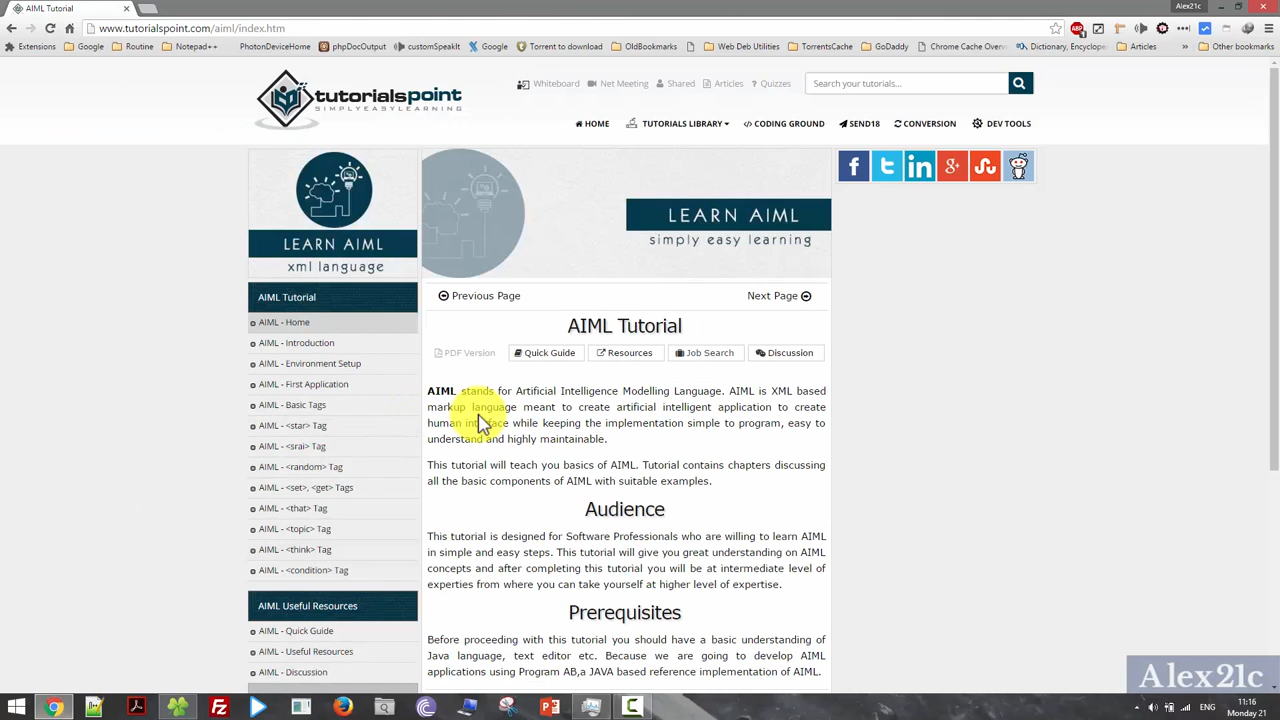 AIML Tutorial
Alex21c
www.tutorialspoint.com/aiml/index.htm
Extensions Google Routine Notepad++ PhotonDeviceHome phpDocOutput customSpeakIt Google Torrent to download OldBookmarks Web Deb Utilities TorrentsCache GoDaddy Chrome Cache Overv Dictionary, Encyclop Articles » Other bookmarks
tutorialspoint
SIMPLYEASYLEARNING
Whiteboard Net Meeting Shared Articles ? Quizzes
Search your tutorials...
HOME TUTORIALS LIBRARY CODING GROUND SEND18 CONVERSION DEV TOOLS
LEARN AIML
xml language
LEARN AIML
simply easy learning
AIML Tutorial
AIML - Home
AIML - Introduction
AIML - Environment Setup
AIML - First Application
AIML - Basic Tags
AIML - <star> Tag
AIML - <srai> Tag
AIML - <random> Tag
AIML - <set>, <get> Tags
AIML - <that> Tag
AIML - <topic> Tag
AIML - <think> Tag
AIML - <condition> Tag
AIML Useful Resources
AIML - Quick Guide
AIML - Useful Resources
AIML - Discussion
Previous Page Next Page
AIML Tutorial
PDF Version Quick Guide Resources Job Search Discussion
AIML stands for Artificial Intelligence Modelling Language. AIML is XML based
markup language meant to create artificial intelligent application to create
human interface while keeping the implementation simple to program, easy to
understand and highly maintainable.
This tutorial will teach you basics of AIML. Tutorial contains chapters discussing
all the basic components of AIML with suitable examples.
Audience
This tutorial is designed for Software Professionals who are willing to learn AIML
in simple and easy steps. This tutorial will give you great understanding on AIML
concepts and after completing this tutorial you will be at intermediate level of
experties from where you can take yourself at higher level of expertise.
Prerequisites
Before proceeding with this tutorial you should have a basic understanding of
Java language, text editor etc. Because we are going to develop AIML
applications using Program AB,a JAVA based reference implementation of AIML.
Alex21c
ENG
11:16
Monday 21